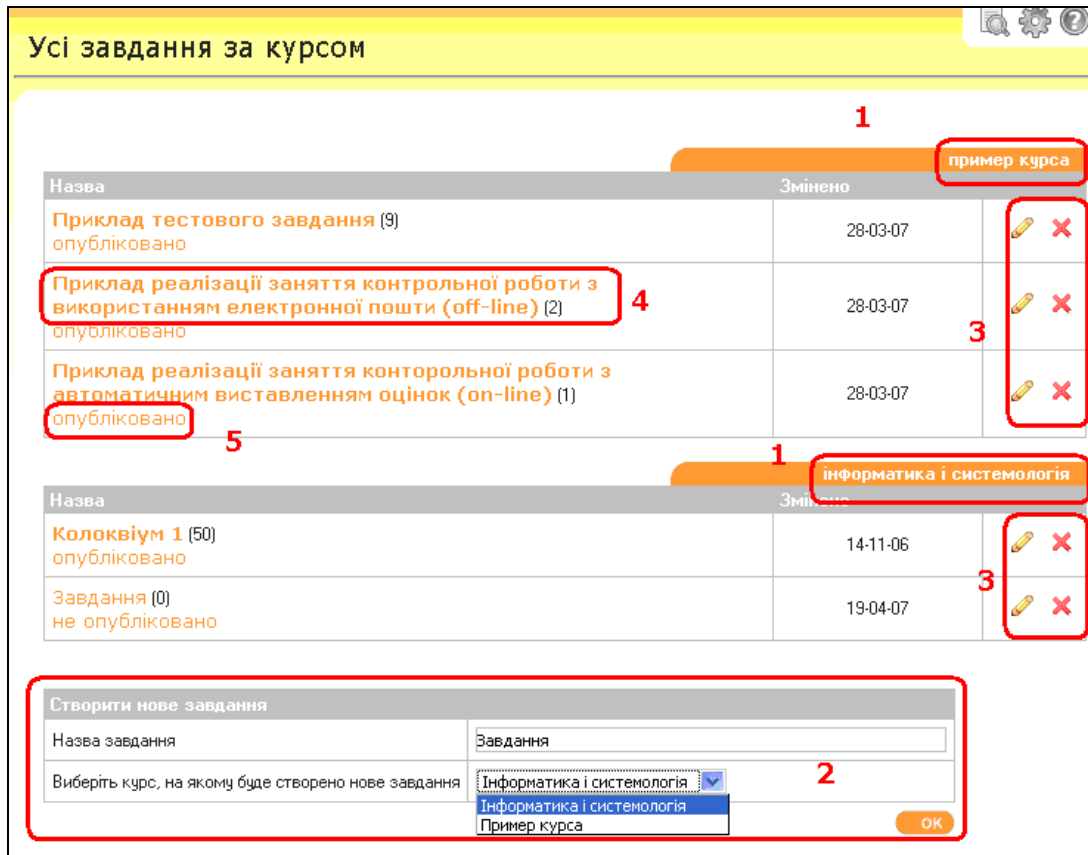 Усі завдання за курсом
1
пример курса
Назва Змінено
Приклад тестового завдання (9)
опубліковано
28-03-07
Приклад реалізації заняття контрольної роботи з
використанням електронної пошти (off-line) (2)
опубліковано
28-03-07
4
3
Приклад реалізації заняття конторольної роботи з
автоматичним виставленням оцінок (on-line) (1)
опубліковано
28-03-07
5
1
інформатика і системологія
Назва Змінено
Колоквіум 1 (50)
опубліковано
14-11-06
3
Завдання (0)
не опубліковано
19-04-07
Створити нове завдання
Назва завдання Завдання
Виберіть курс, на якому буде створено нове завдання Інформатика і системологія
2
Інформатика і системологія
Пример курса
ОК